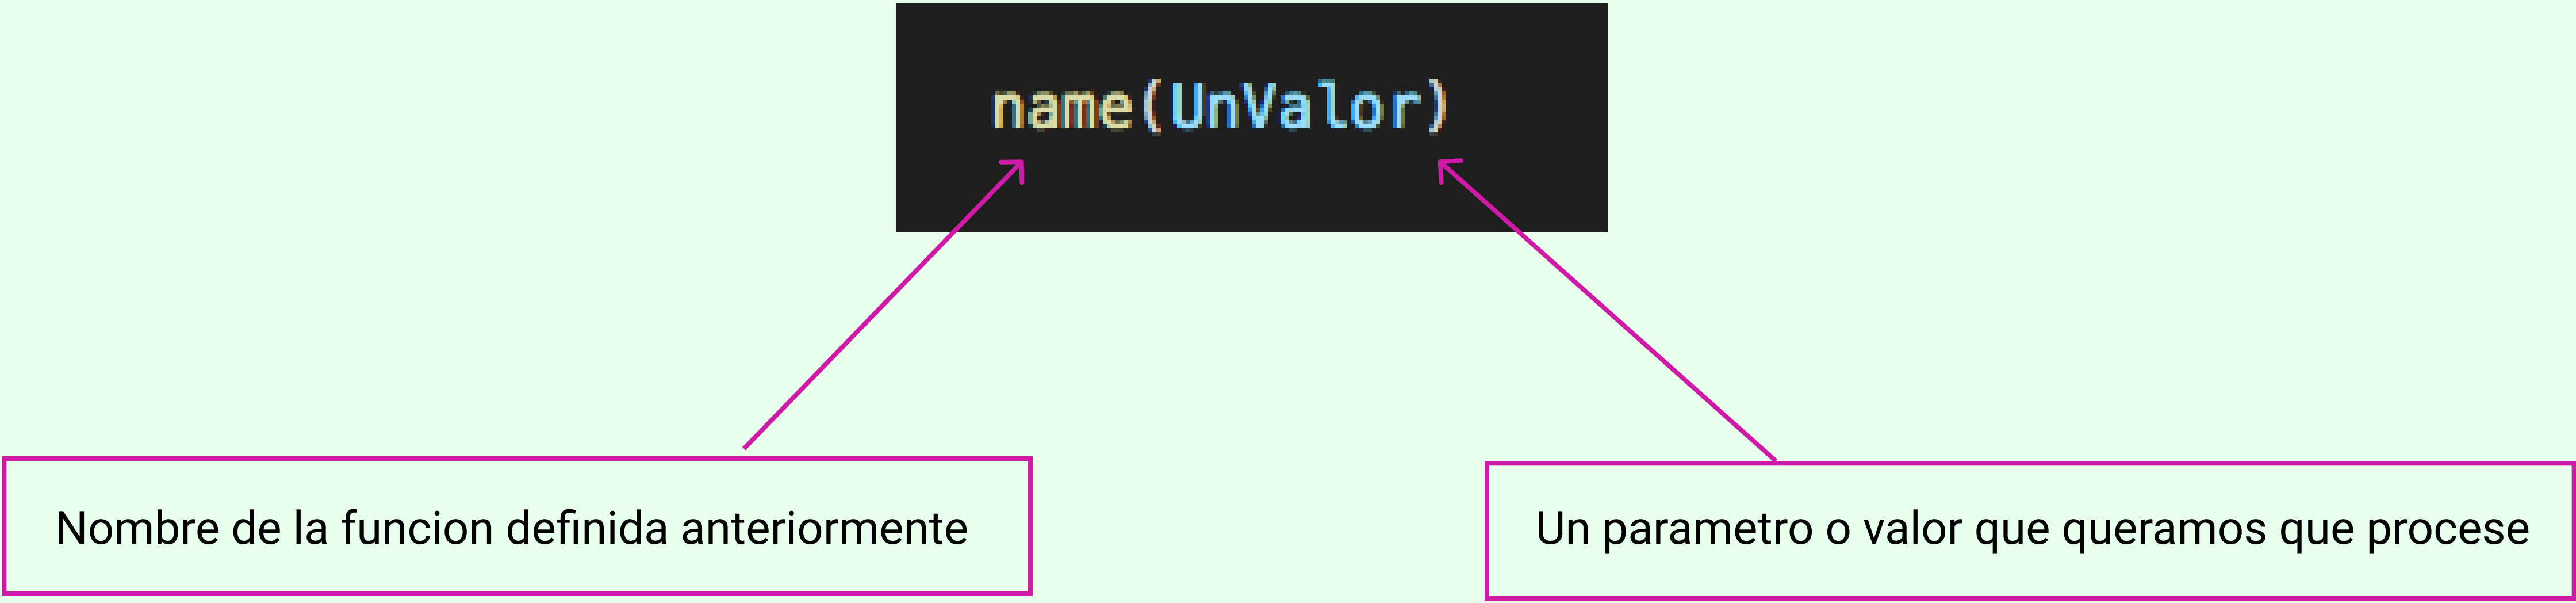 name(UnValor)
Nombre de la funcion definida anteriormente
Un parametro o valor que queramos que procese